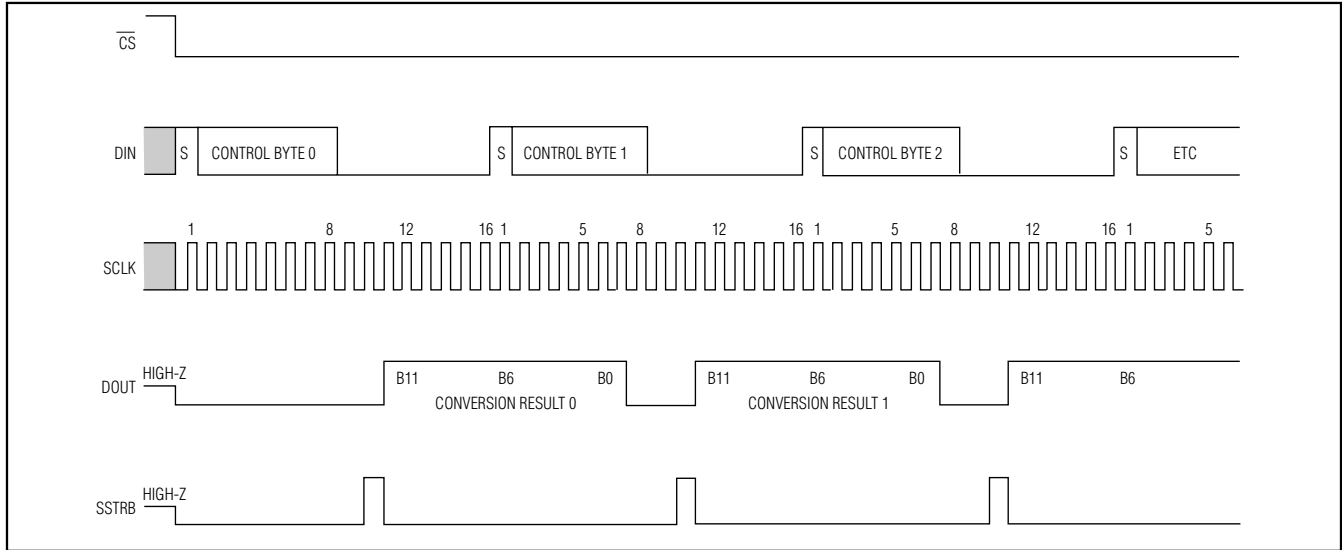 CS
DIN S CONTROL BYTE 0 S CONTROL BYTE 1 S CONTROL BYTE 2 S ETC
1 8 12 16 1 5 8 12 16 1 5 8 12 16 1 5
SCLK
HIGH-Z
DOUT
B11 B6 B0 B11 B6 B0 B11 B6
CONVERSION RESULT 0 CONVERSION RESULT 1
HIGH-Z
SSTRB